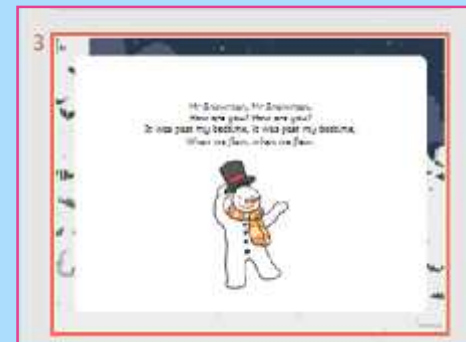 3
Mr Snowman, Mr Snowman,
How are you? How are you?
It was past my bedtime, it was past my bedtime,
When we flew, when we flew.